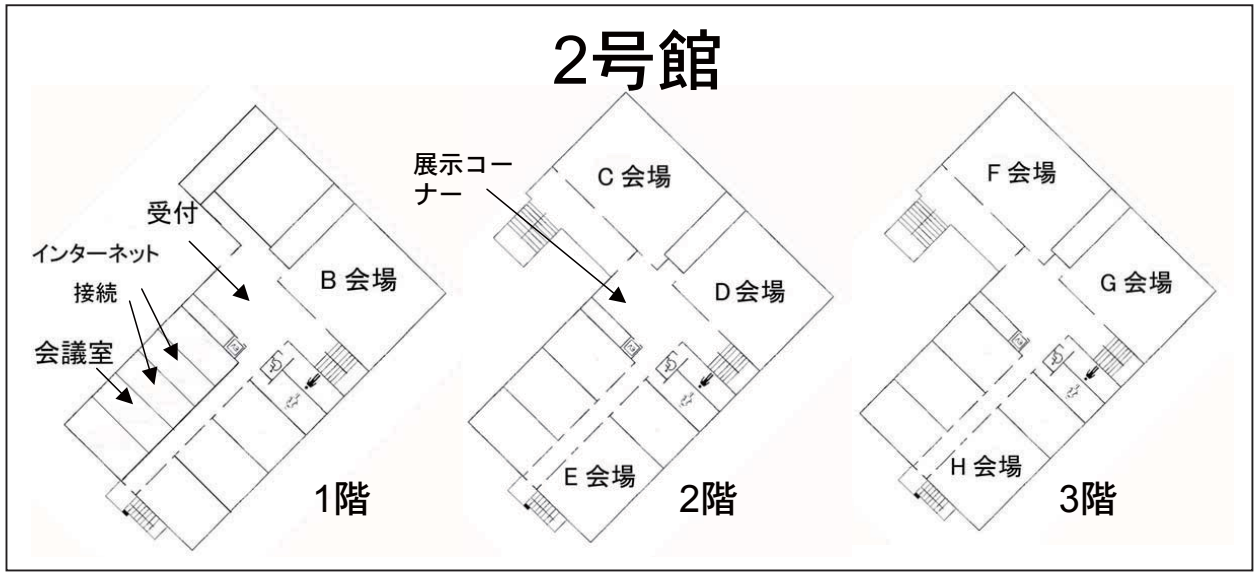 2号館
受付
インターネット
接続
会議室
B 会場
1階
展示コー
ナー
C 会場
D 会場
E 会場
2階
F 会場
G 会場
H 会場
3階